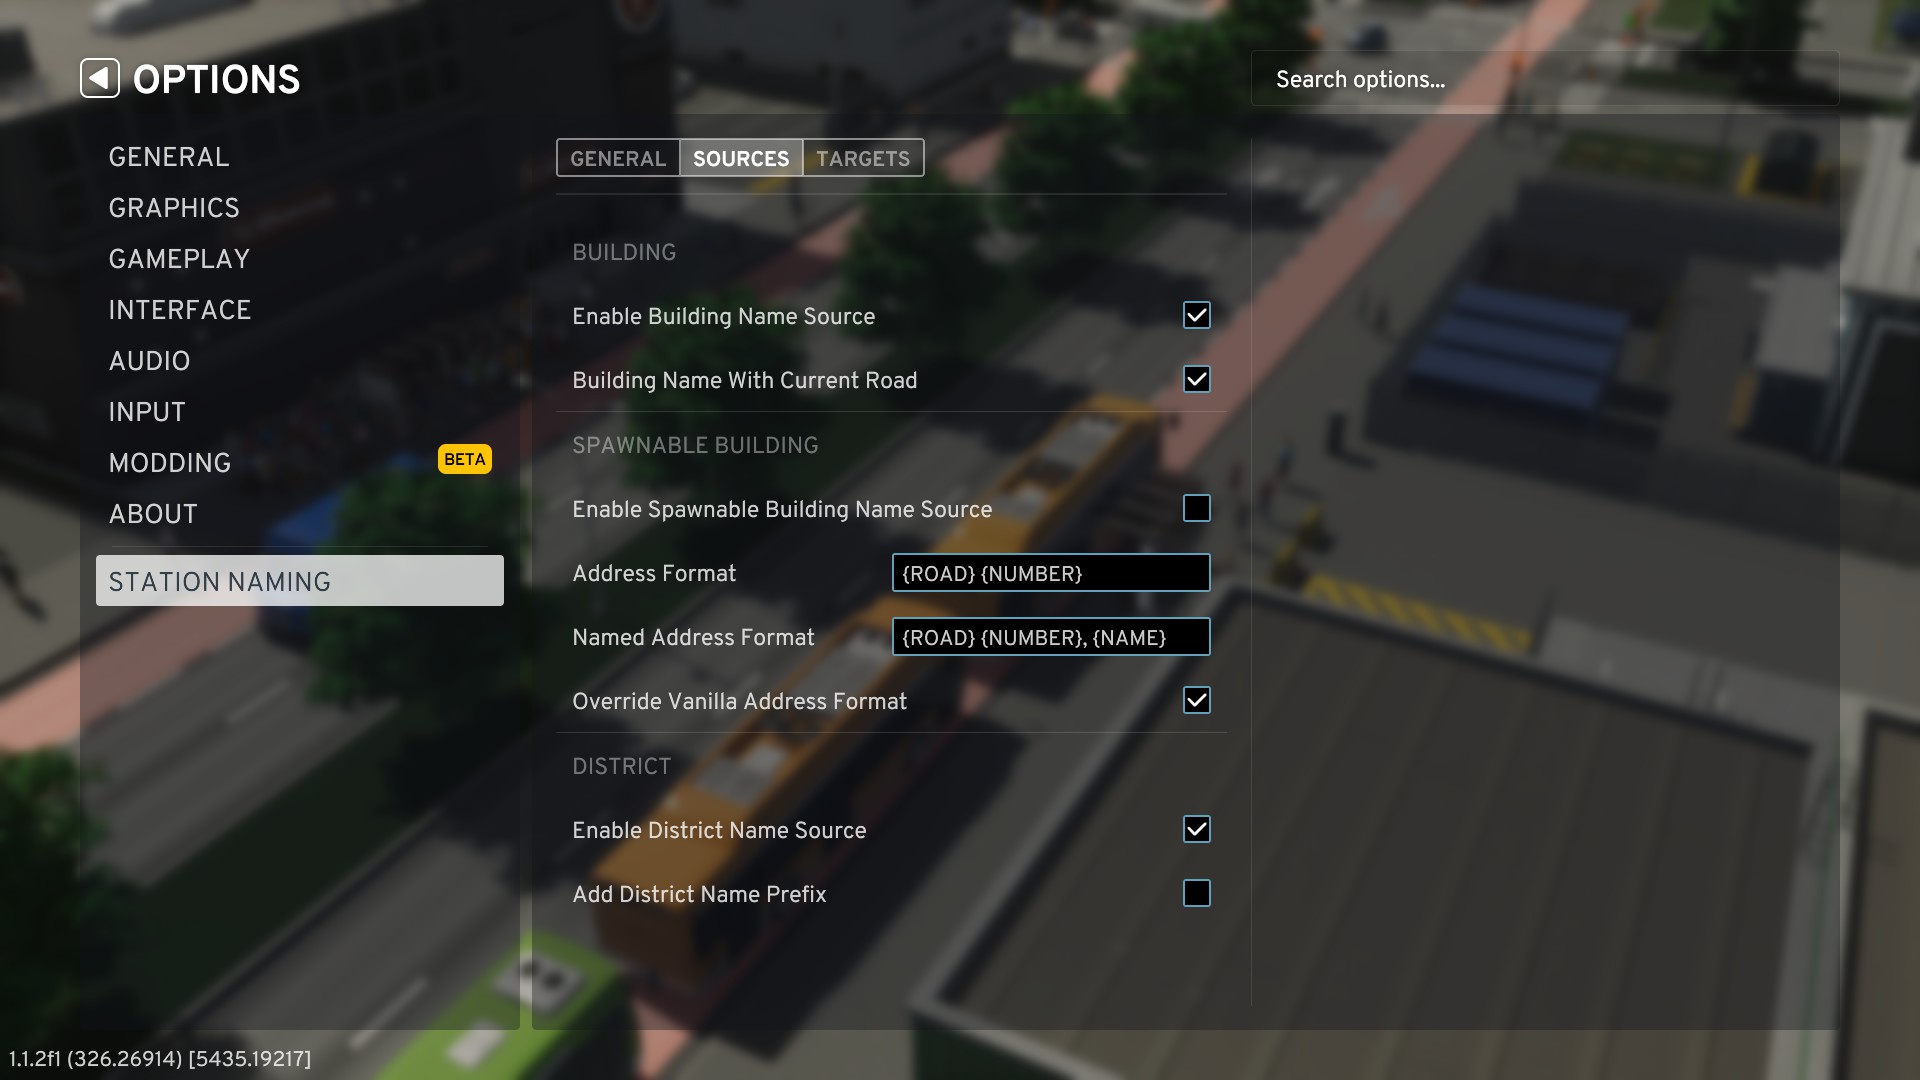 OPTIONS
Search options...
GENERAL
GRAPHICS
GAMEPLAY
INTERFACE
AUDIO
INPUT
MODDING
BETA
ABOUT
STATION NAMING
GENERAL SOURCES TARGETS
BUILDING
Enable Building Name Source
Building Name With Current Road
SPAWNABLE BUILDING
Enable Spawnable Building Name Source
Address Format {ROAD} {NUMBER}
Named Address Format {ROAD} {NUMBER}, {NAME}
Override Vanilla Address Format
DISTRICT
Enable District Name Source
Add District Name Prefix
1.1.2f1 (326.26914) [5435.19217]